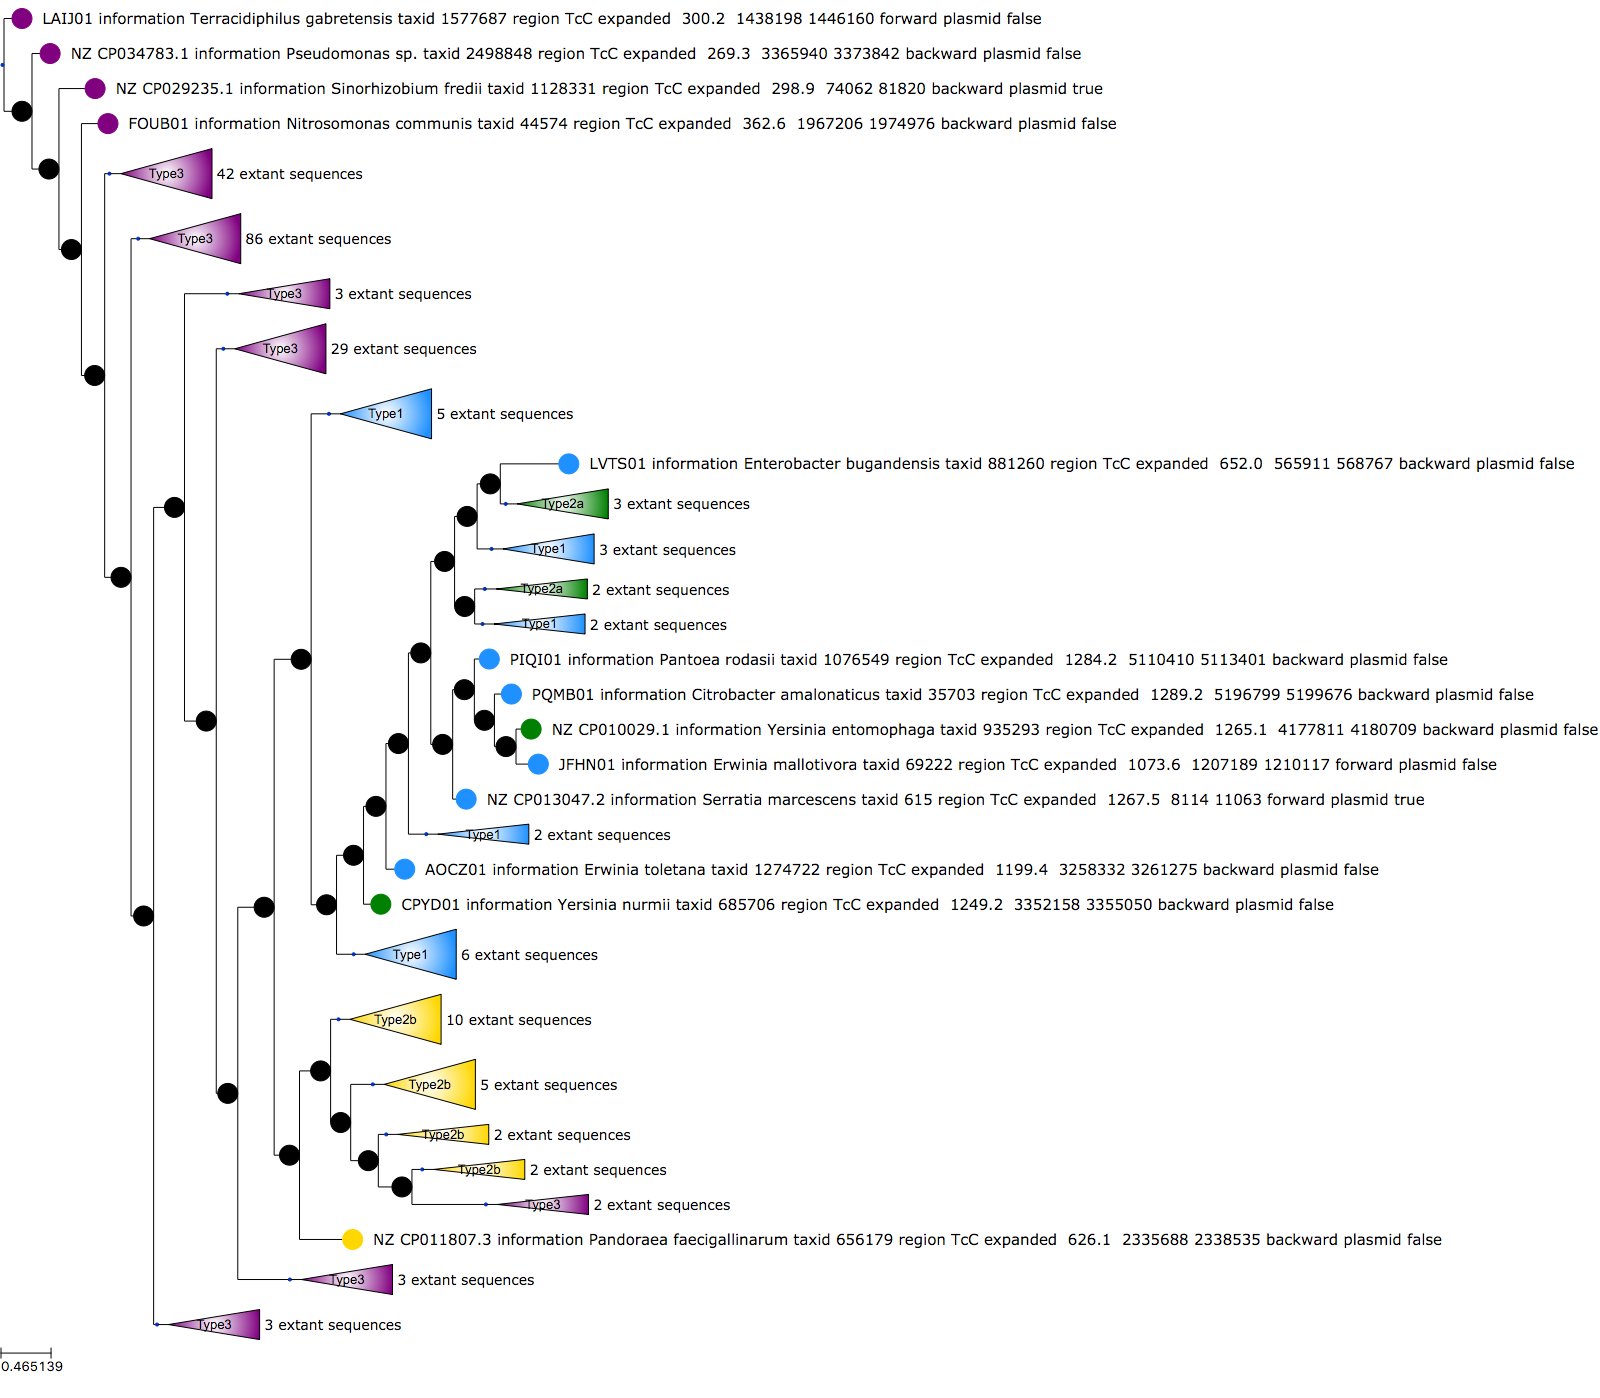 LAIJ01 information Terracidiphilus gabretensis taxid 1577687 region TcC expanded 300.2 1438198 1446160 forward plasmid false
NZ CP034783.1 information Pseudomonas sp. taxid 2498848 region TcC expanded 269.3 3365940 3373842 backward plasmid false
NZ CP029235.1 information Sinorhizobium fredii taxid 1128331 region TcC expanded 298.9 74062 81820 backward plasmid true
FOUB01 information Nitrosomonas communis taxid 44574 region TcC expanded 362.6 1967206 1974976 backward plasmid false
Type3 42 extant sequences
Type3 86 extant sequences
Type3 3 extant sequences
Type3 29 extant sequences
Type1 5 extant sequences
LVTS01 information Enterobacter bugandensis taxid 881260 region TcC expanded 652.0 565911 568767 backward plasmid false
Type2a 3 extant sequences
Type1 3 extant sequences
Type2a 2 extant sequences
Type1 2 extant sequences
PIQI01 information Pantoea rodasii taxid 1076549 region TcC expanded 1284.2 5110410 5113401 backward plasmid false
PQMB01 information Citrobacter amalonaticus taxid 35703 region TcC expanded 1289.2 5196799 5199676 backward plasmid false
NZ CP010029.1 information Yersinia entomophaga taxid 935293 region TcC expanded 1265.1 4177811 4180709 backward plasmid false
JFHN01 information Erwinia mallotivora taxid 69222 region TcC expanded 1073.6 1207189 1210117 forward plasmid false
NZ CP013047.2 information Serratia marcescens taxid 615 region TcC expanded 1267.5 8114 11063 forward plasmid true
Type1 2 extant sequences
AOCZ01 information Erwinia toletana taxid 1274722 region TcC expanded 1199.4 3258332 3261275 backward plasmid false
CPYD01 information Yersinia nurmii taxid 685706 region TcC expanded 1249.2 3352158 3355050 backward plasmid false
Type1 6 extant sequences
Type2b 10 extant sequences
Type2b 5 extant sequences
Type2b 2 extant sequences
Type2b 2 extant sequences
Type3 2 extant sequences
NZ CP011807.3 information Pandoraea faecigallinarum taxid 656179 region TcC expanded 626.1 2335688 2338535 backward plasmid false
Type3 3 extant sequences
Type3 3 extant sequences
0.465139